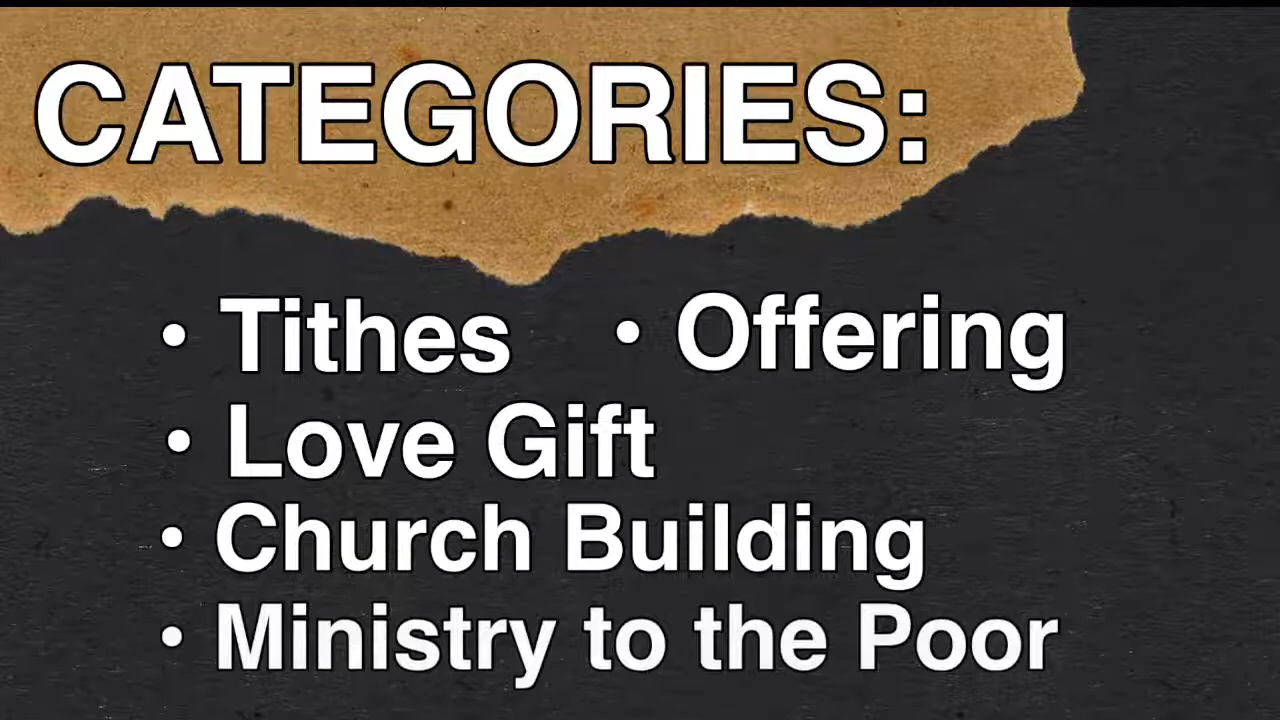 CATEGORIES:
• Tithes • Offering
• Love Gift
• Church Building
• Ministry to the Poor